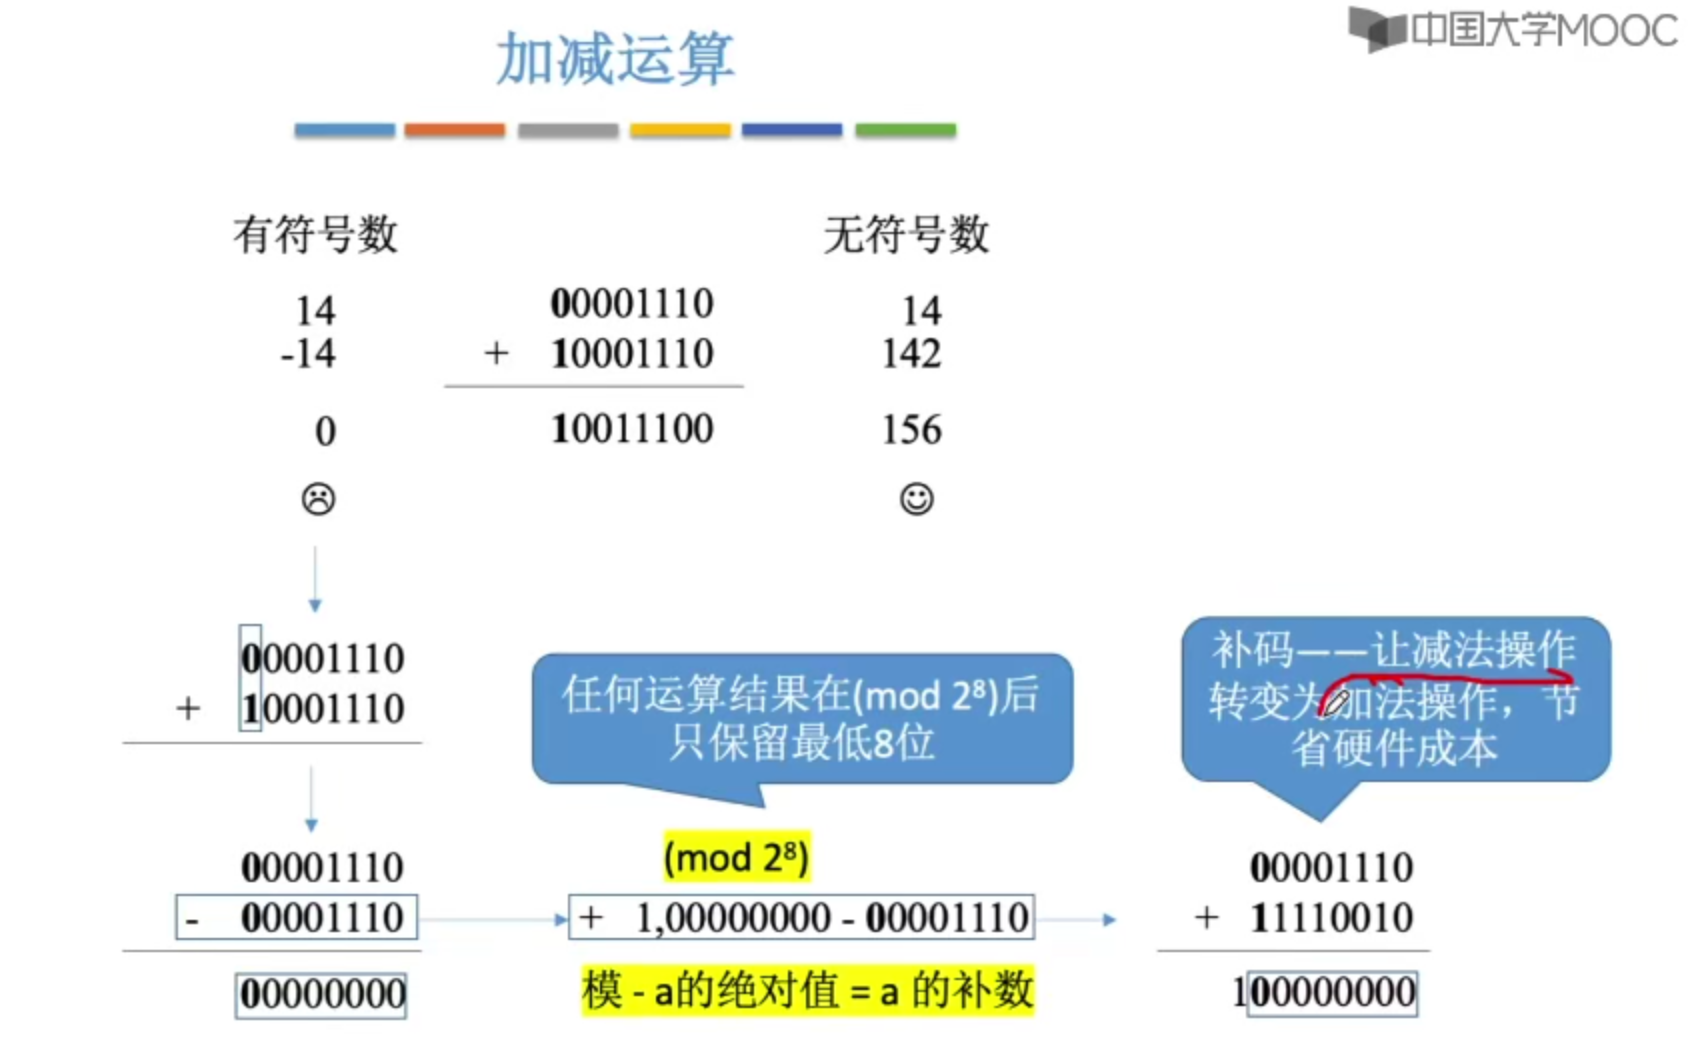 中国大学MOOC
加减运算
有符号数
无符号数
14
00001110
14
-14
+ 10001110
142
0
10011100
156
00001110
+ 10001110
任何运算结果在(mod 2⁸)后
只保留最低8位
补码——让减法操作
转变为加法操作，节
省硬件成本
00001110
- 00001110
00000000
(mod 2⁸)
+ 1,00000000 - 00001110
模 - a的绝对值 = a 的补数
00001110
+ 11110010
100000000